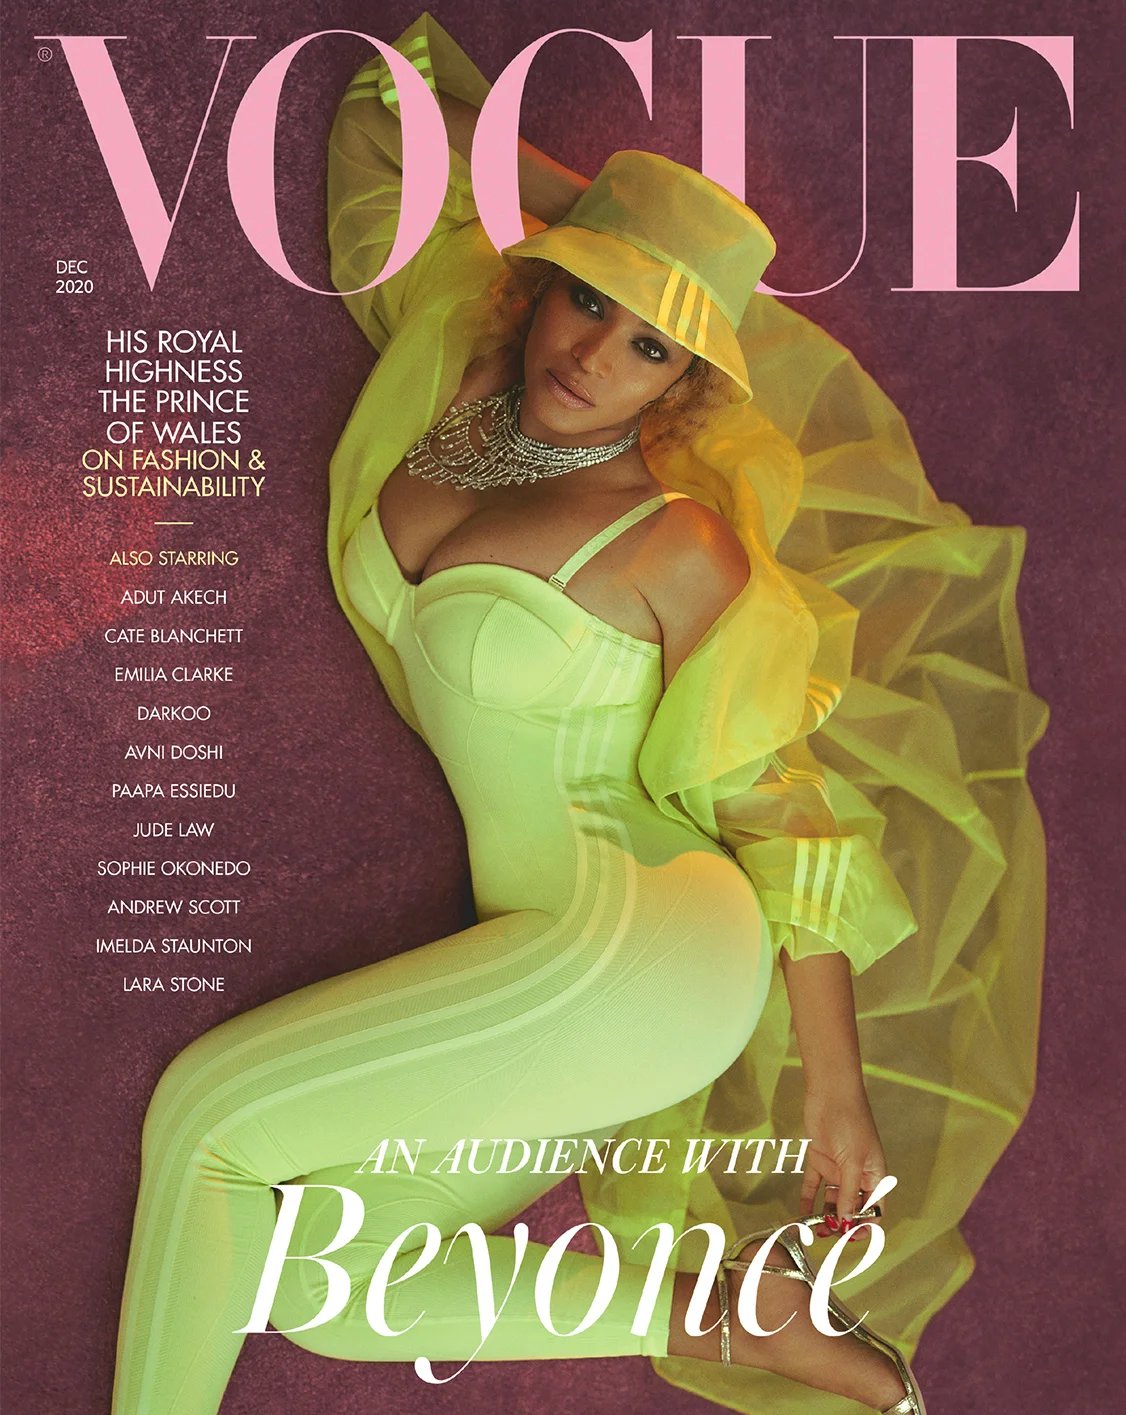 VOGUE
®
DEC
2020
HIS ROYAL
HIGHNESS
THE PRINCE
OF WALES
ON FASHION &
SUSTAINABILITY
ALSO STARRING
ADUT AKECH
CATE BLANCHETT
EMILIA CLARKE
DARKOO
AVNI DOSHI
PAAPA ESSIEDU
JUDE LAW
SOPHIE OKONEDO
ANDREW SCOTT
IMELDA STAUNTON
LARA STONE
AN AUDIENCE WITH
Beyoncé